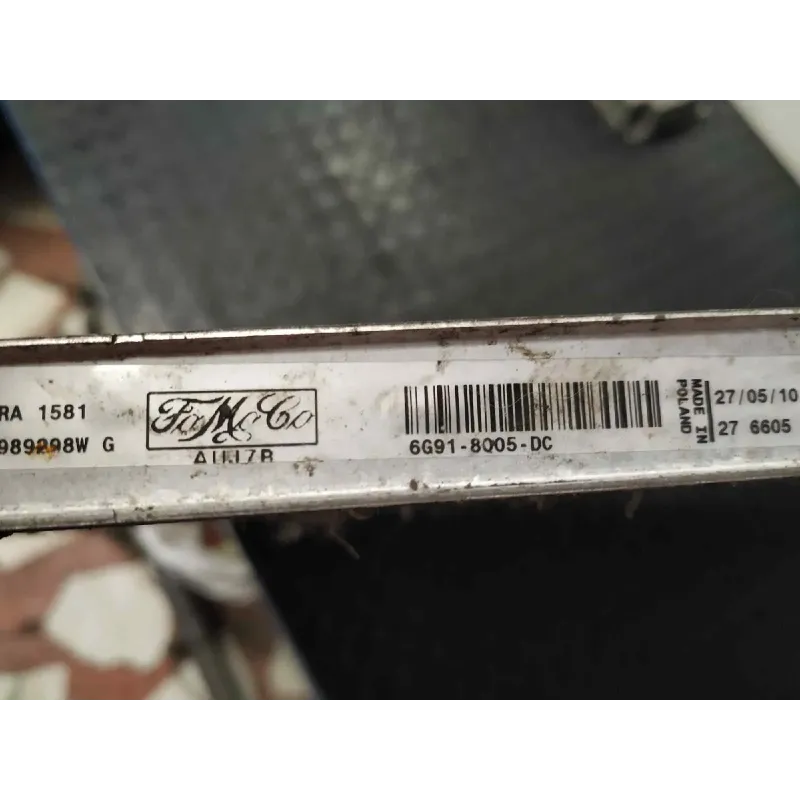 RA 1581
989298W G
FoMoCo
6G91-8005-DC
MADE IN
POLAND
27/05/10
27 6605